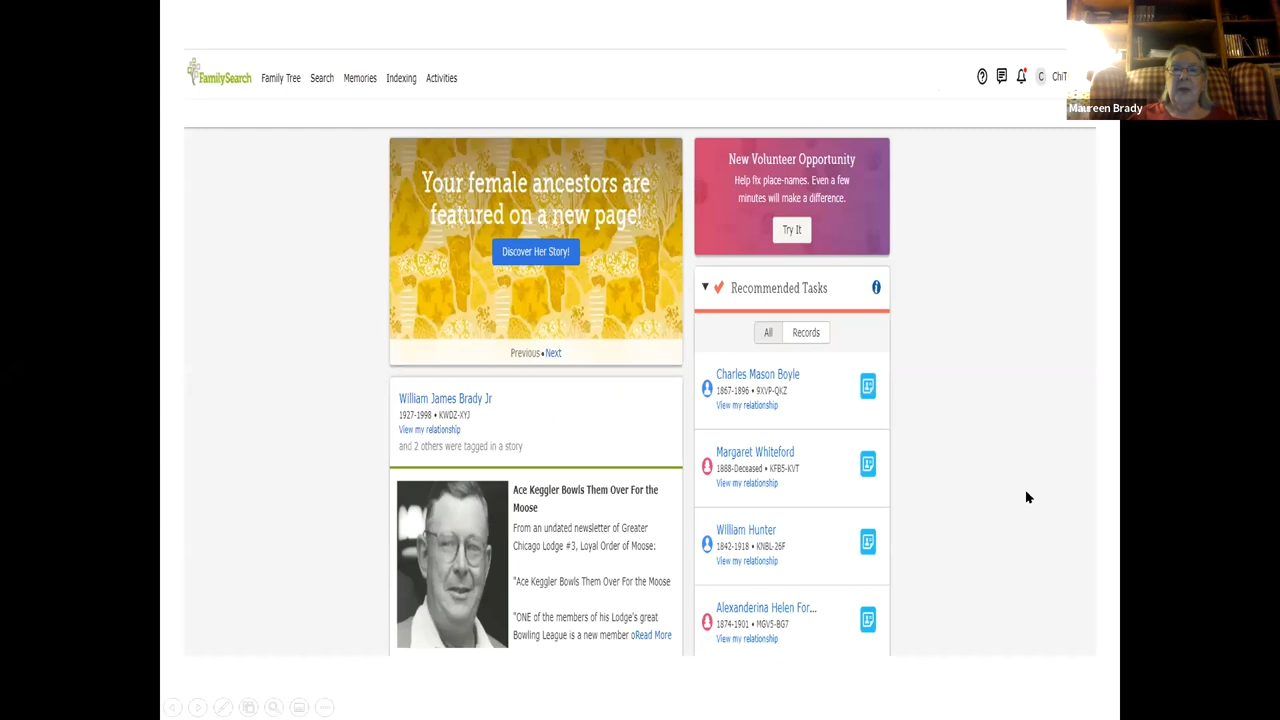 FamilySearch
Family Tree
Search
Memories
Indexing
Activities
C
ChiT
Maureen Brady
Your female ancestors are
featured on a new page!
Discover Her Story!
Previous•Next
New Volunteer Opportunity
Help fix place-names. Even a few
minutes will make a difference.
Try It
Recommended Tasks
All
Records
Charles Mason Boyle
1867-1896 • 9XVP-QKZ
View my relationship
Margaret Whiteford
1888-Deceased • KFB5-KVT
View my relationship
William Hunter
1842-1918 • KNBL-26F
View my relationship
Alexanderina Helen For...
1874-1901 • MGV5-BG7
View my relationship
William James Brady Jr
1927-1998 • KWDZ-XYJ
View my relationship
and 2 others were tagged in a story
Ace Keggler Bowls Them Over For the
Moose
From an undated newsletter of Greater
Chicago Lodge #3, Loyal Order of Moose:
"Ace Keggler Bowls Them Over For the Moose
"ONE of the members of his Lodge's great
Bowling League is a new member oRead More